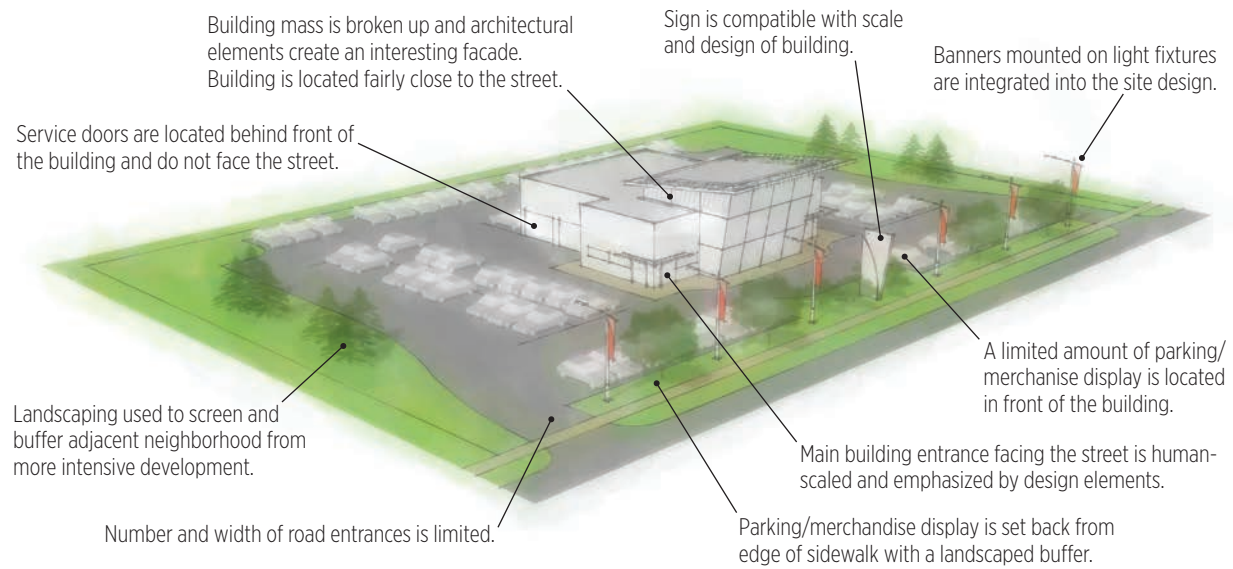 Building mass is broken up and architectural
elements create an interesting facade.
Building is located fairly close to the street.
Sign is compatible with scale
and design of building.
Banners mounted on light fixtures
are integrated into the site design.
Service doors are located behind front of
the building and do not face the street.
A limited amount of parking/
merchanise display is located
in front of the building.
Landscaping used to screen and
buffer adjacent neighborhood from
more intensive development.
Main building entrance facing the street is human-
scaled and emphasized by design elements.
Number and width of road entrances is limited.
Parking/merchandise display is set back from
edge of sidewalk with a landscaped buffer.